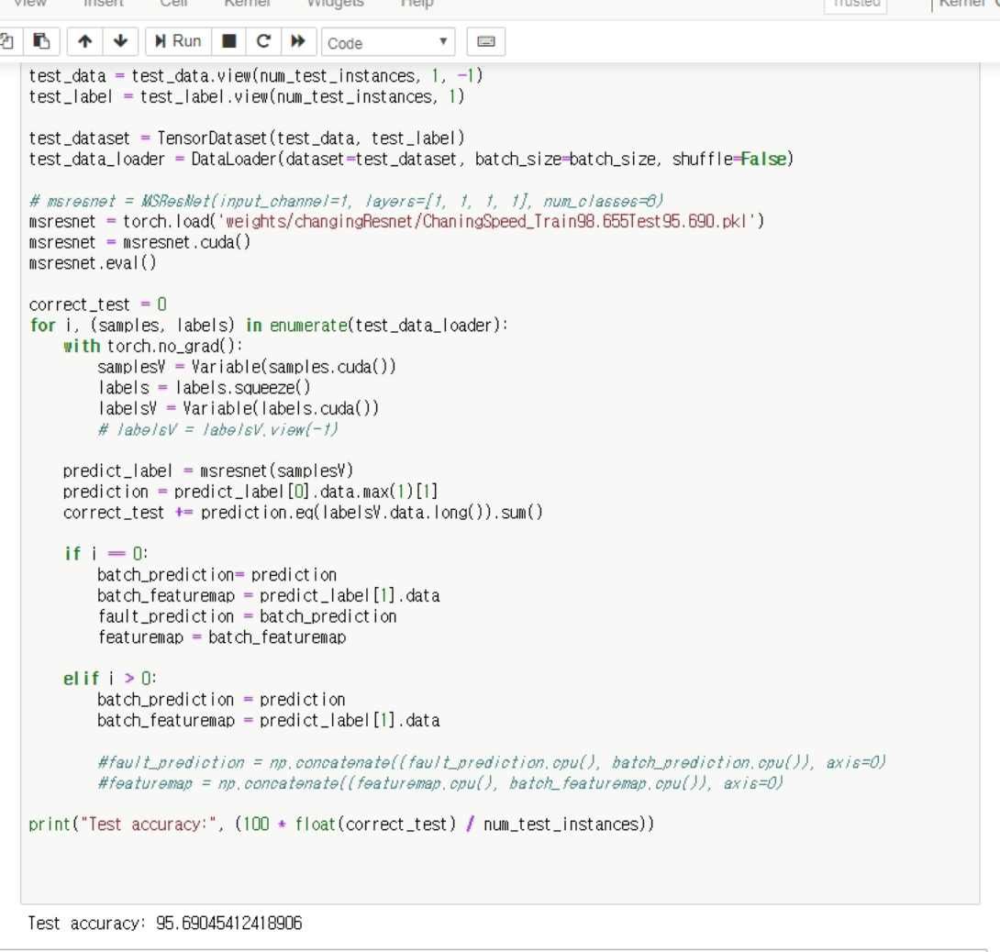 View Insert Cell Kernel Widgets Help Trusted Kernel
Run Code
test_data = test_data.view(num_test_instances, 1, -1)
test_label = test_label.view(num_test_instances, 1)
test_dataset = TensorDataset(test_data, test_label)
test_data_loader = DataLoader(dataset=test_dataset, batch_size=batch_size, shuffle=False)
# msresnet = MSResNet(input_channel=1, layers=[1, 1, 1, 1], num_classes=6)
msresnet = torch.load('weights/changingResnet/ChaningSpeed_Train98.655Test95.690.pkl')
msresnet = msresnet.cuda()
msresnet.eval()
correct_test = 0
for i, (samples, labels) in enumerate(test_data_loader):
    with torch.no_grad():
        samplesV = Variable(samples.cuda())
        labels = labels.squeeze()
        labelsV = Variable(labels.cuda())
        # labelsV = labelsV.view(-1)
    predict_label = msresnet(samplesV)
    prediction = predict_label[0].data.max(1)[1]
    correct_test += prediction.eq(labelsV.data.long()).sum()
    if i == 0:
        batch_prediction= prediction
        batch_featuremap = predict_label[1].data
        fault_prediction = batch_prediction
        featuremap = batch_featuremap
    elif i > 0:
        batch_prediction = prediction
        batch_featuremap = predict_label[1].data
        #fault_prediction = np.concatenate((fault_prediction.cpu(), batch_prediction.cpu()), axis=0)
        #featuremap = np.concatenate((featuremap.cpu(), batch_featuremap.cpu()), axis=0)
print("Test accuracy:", (100 * float(correct_test) / num_test_instances))
Test accuracy: 95.69045412418906